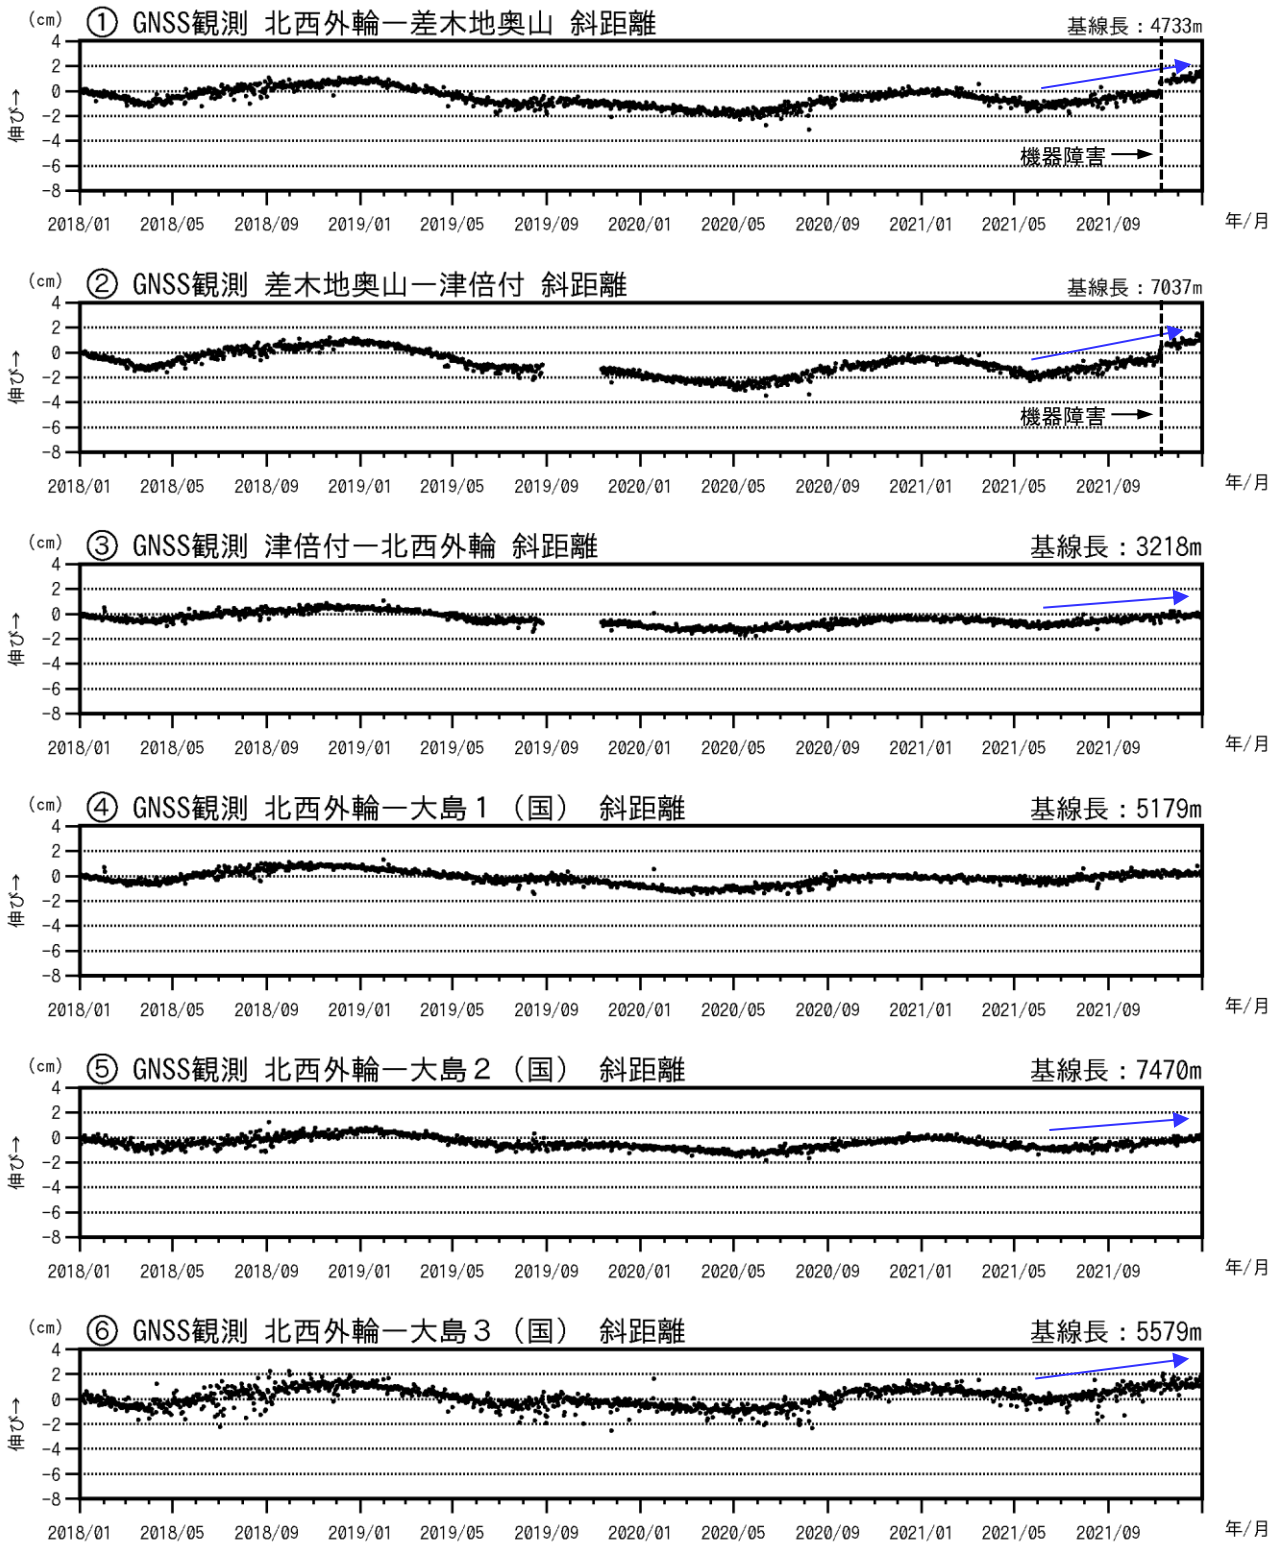 (cm) ① GNSS観測 北西外輪ー差木地奥山 斜距離 基線長：4733m
4
2
0
-2
-4
-6
-8
伸び→
機器障害
2018/01 2018/05 2018/09 2019/01 2019/05 2019/09 2020/01 2020/05 2020/09 2021/01 2021/05 2021/09 年/月
(cm) ② GNSS観測 差木地奥山ー津倍付 斜距離 基線長：7037m
4
2
0
-2
-4
-6
-8
伸び→
機器障害
2018/01 2018/05 2018/09 2019/01 2019/05 2019/09 2020/01 2020/05 2020/09 2021/01 2021/05 2021/09 年/月
(cm) ③ GNSS観測 津倍付ー北西外輪 斜距離 基線長：3218m
4
2
0
-2
-4
-6
-8
伸び→
2018/01 2018/05 2018/09 2019/01 2019/05 2019/09 2020/01 2020/05 2020/09 2021/01 2021/05 2021/09 年/月
(cm) ④ GNSS観測 北西外輪ー大島１（国） 斜距離 基線長：5179m
4
2
0
-2
-4
-6
-8
伸び→
2018/01 2018/05 2018/09 2019/01 2019/05 2019/09 2020/01 2020/05 2020/09 2021/01 2021/05 2021/09 年/月
(cm) ⑤ GNSS観測 北西外輪ー大島２（国） 斜距離 基線長：7470m
4
2
0
-2
-4
-6
-8
伸び→
2018/01 2018/05 2018/09 2019/01 2019/05 2019/09 2020/01 2020/05 2020/09 2021/01 2021/05 2021/09 年/月
(cm) ⑥ GNSS観測 北西外輪ー大島３（国） 斜距離 基線長：5579m
4
2
0
-2
-4
-6
-8
伸び→
2018/01 2018/05 2018/09 2019/01 2019/05 2019/09 2020/01 2020/05 2020/09 2021/01 2021/05 2021/09 年/月